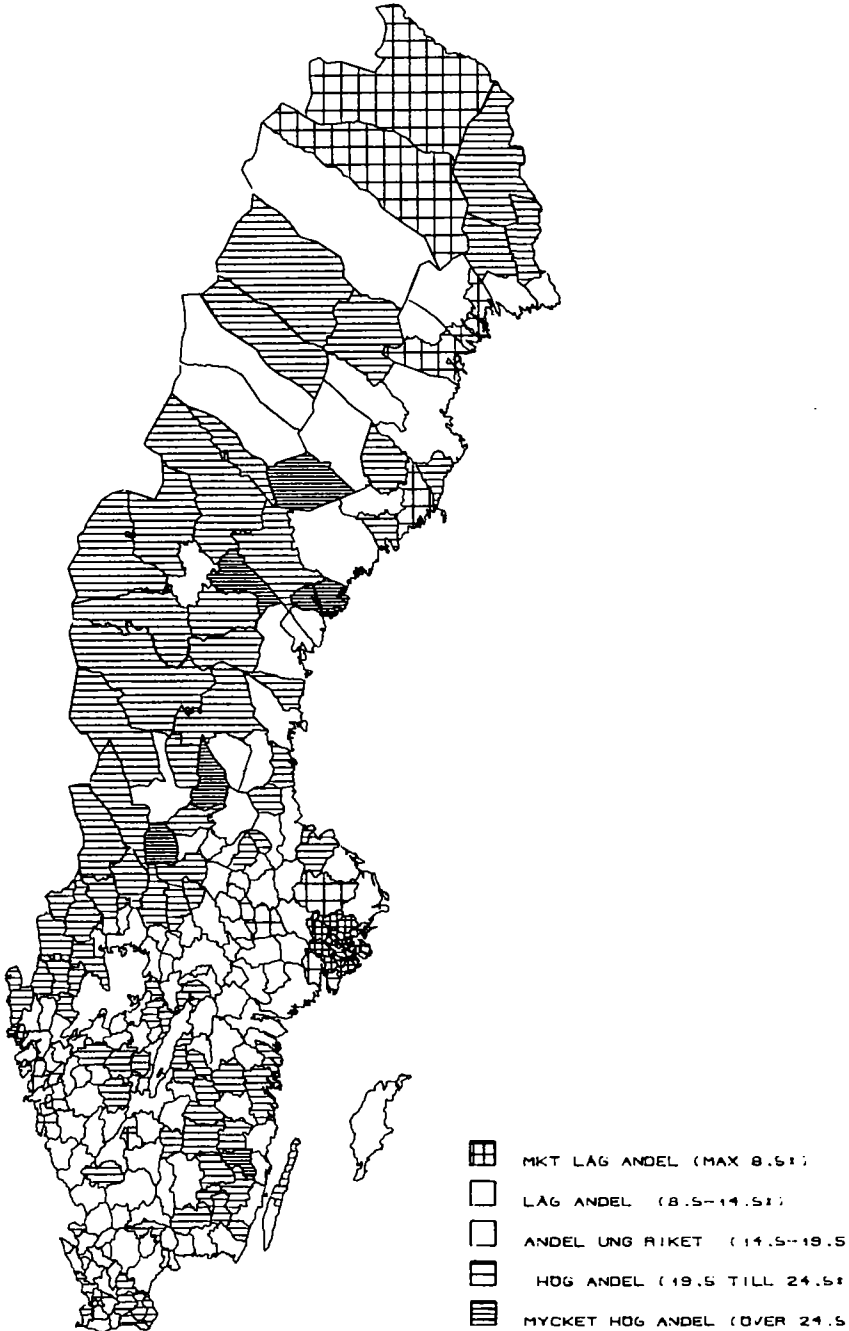 MKT LÅG ANDEL (MAX 8.5%)
LÅG ANDEL (8.5-14.5%)
ANDEL UNG RIKET (14.5-19.5
HÖG ANDEL (19.5 TILL 24.5%
MYCKET HÖG ANDEL (ÖVER 24.5